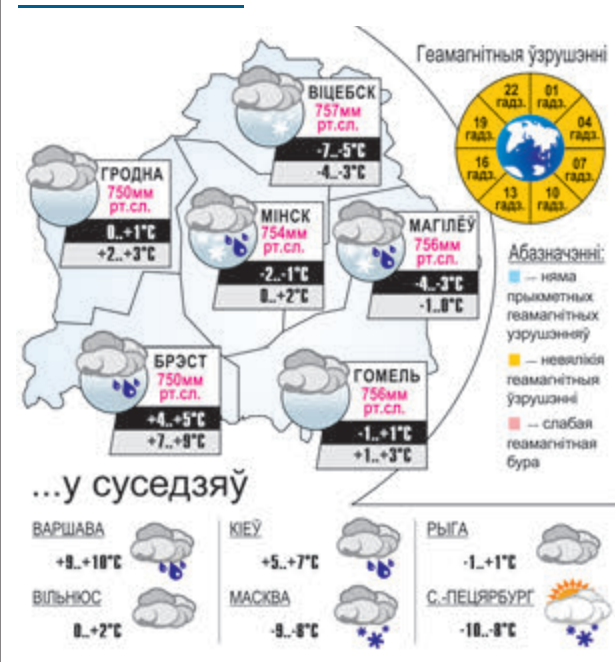 Геамагнітныя ўзрушэнні
22 гадз.
01 гадз.
04 гадз.
07 гадз.
10 гадз.
13 гадз.
16 гадз.
19 гадз.
ВІЦЕБСК
757мм
рт.сл.
-7..-5°C
-4..-3°C
ГРОДНА
750мм
рт.сл.
0..+1°C
+2..+3°C
МІНСК
754мм
рт.сл.
-2..-1°C
0..+2°C
МАГІЛЁЎ
756мм
рт.сл.
-4..-3°C
-1..0°C
БРЭСТ
750мм
рт.сл.
+4..+5°C
+7..+9°C
ГОМЕЛЬ
756мм
рт.сл.
-1..+1°C
+1..+3°C
Абазначэнні:
– няма
прыкметных
геамагнітных
узрушэнняў
– невялікія
геамагнітныя
ўзрушэнні
– слабая
геамагнітная
бура
...у суседзяў
ВАРШАВА
+9..+10°C
КІЕЎ
+5..+7°C
РЫГА
-1..+1°C
ВІЛЬНЮС
0..+2°C
МАСКВА
-9..-8°C
С.-ПЕЦЯРБУРГ
-10..-8°C